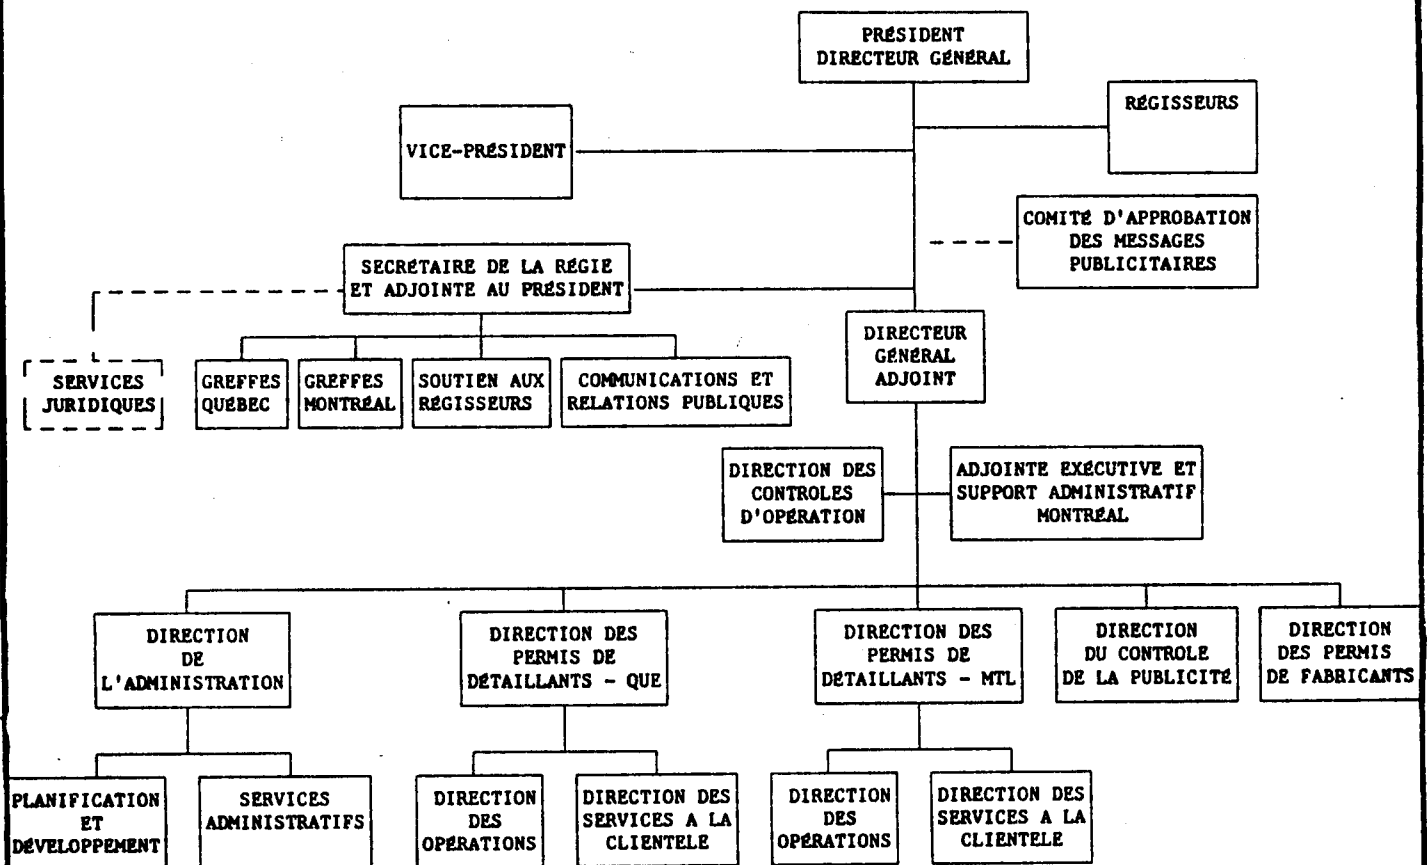 PRÉSIDENT
DIRECTEUR GÉNÉRAL
RÉGISSEURS
VICE-PRÉSIDENT
COMITÉ D'APPROBATION
DES MESSAGES
PUBLICITAIRES
SECRÉTAIRE DE LA RÉGIE
ET ADJOINTE AU PRÉSIDENT
DIRECTEUR
GÉNÉRAL
ADJOINT
SERVICES
JURIDIQUES
GREFFES
QUÉBEC
GREFFES
MONTRÉAL
SOUTIEN AUX
RÉGISSEURS
COMMUNICATIONS ET
RELATIONS PUBLIQUES
DIRECTION DES
CONTROLES
D'OPÉRATION
ADJOINTE EXÉCUTIVE ET
SUPPORT ADMINISTRATIF
MONTRÉAL
DIRECTION
DE
L'ADMINISTRATION
DIRECTION DES
PERMIS DE
DÉTAILLANTS - QUE
DIRECTION DES
PERMIS DE
DÉTAILLANTS - MTL
DIRECTION
DU CONTROLE
DE LA PUBLICITÉ
DIRECTION
DES PERMIS
DE FABRICANTS
PLANIFICATION
ET
DÉVELOPPEMENT
SERVICES
ADMINISTRATIFS
DIRECTION
DES
OPÉRATIONS
DIRECTION DES
SERVICES A LA
CLIENTELE
DIRECTION
DES
OPÉRATIONS
DIRECTION DES
SERVICES A LA
CLIENTELE